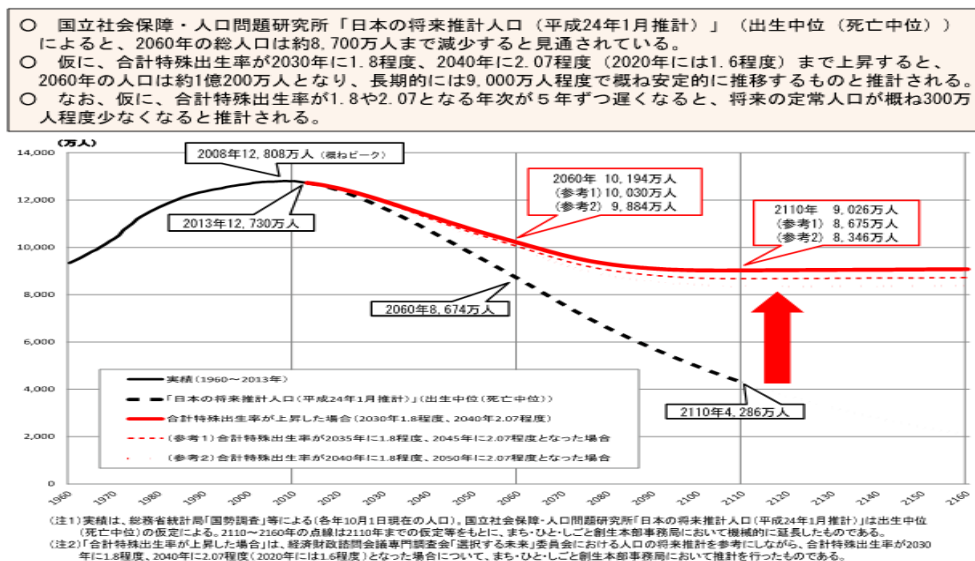 ○ 国立社会保障・人口問題研究所「日本の将来推計人口（平成24年1月推計）」（出生中位（死亡中位））
によると、2060年の総人口は約8,700万人まで減少すると見通されている。
○ 仮に、合計特殊出生率が2030年に1.8程度、2040年に2.07程度（2020年には1.6程度）まで上昇すると、
2060年の人口は約1億200万人となり、長期的には9,000万人程度で概ね安定的に推移するものと推計される。
○ なお、仮に、合計特殊出生率が1.8や2.07となる年次が５年ずつ遅くなると、将来の定常人口が概ね300万
人程度少なくなると推計される。
(万人)
14,000
12,000
10,000
8,000
6,000
4,000
2,000
0
2008年12,808万人（概ねピーク）
2013年12,730万人
2060年 10,194万人
(参考1) 10,030万人
(参考2) 9,884万人
2110年 9,026万人
(参考1) 8,675万人
(参考2) 8,346万人
2060年8,674万人
2110年4,286万人
実績(1960～2013年)
「日本の将来推計人口(平成24年1月推計)」(出生中位(死亡中位))
合計特殊出生率が上昇した場合(2030年1.8程度、2040年2.07程度)
(参考1)合計特殊出生率が2035年に1.8程度、2045年に2.07程度となった場合
(参考2)合計特殊出生率が2040年に1.8程度、2050年に2.07程度となった場合
1960 1970 1980 1990 2000 2010 2020 2030 2040 2050 2060 2070 2080 2090 2100 2110 2120 2130 2140 2150 2160
(注1)実績は、総務省統計局「国勢調査」等による(各年10月1日現在の人口)。国立社会保障・人口問題研究所「日本の将来推計人口(平成24年1月推計)」は出生中位
(死亡中位)の仮定による。2110～2160年の点線は2110年までの仮定等をもとに、まち・ひと・しごと創生本部事務局において機械的に延長したものである。
(注2)「合計特殊出生率が上昇した場合」は、経済財政諮問会議専門調査会「選択する未来」委員会における人口の将来推計を参考にしながら、合計特殊出生率が2030
年に1.8程度、2040年に2.07程度(2020年には1.6程度)となった場合について、まち・ひと・しごと創生本部事務局において推計を行ったものである。